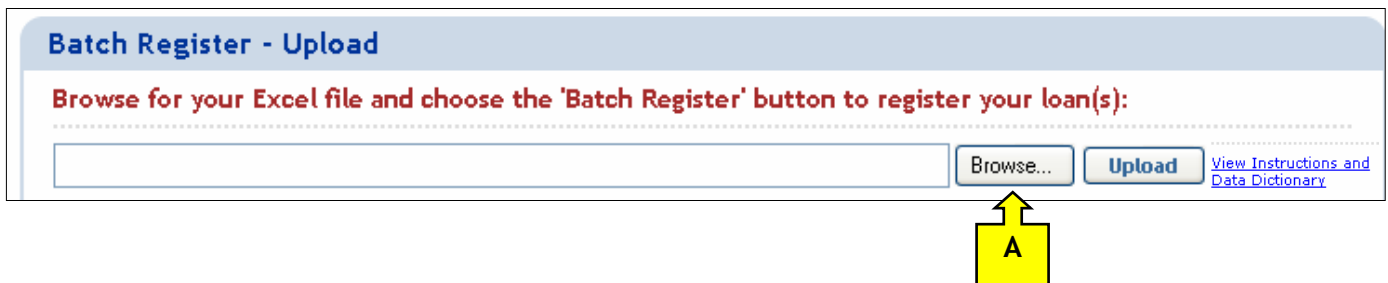 Batch Register - Upload
Browse for your Excel file and choose the 'Batch Register' button to register your loan(s):
Browse... Upload View Instructions and
Data Dictionary
A